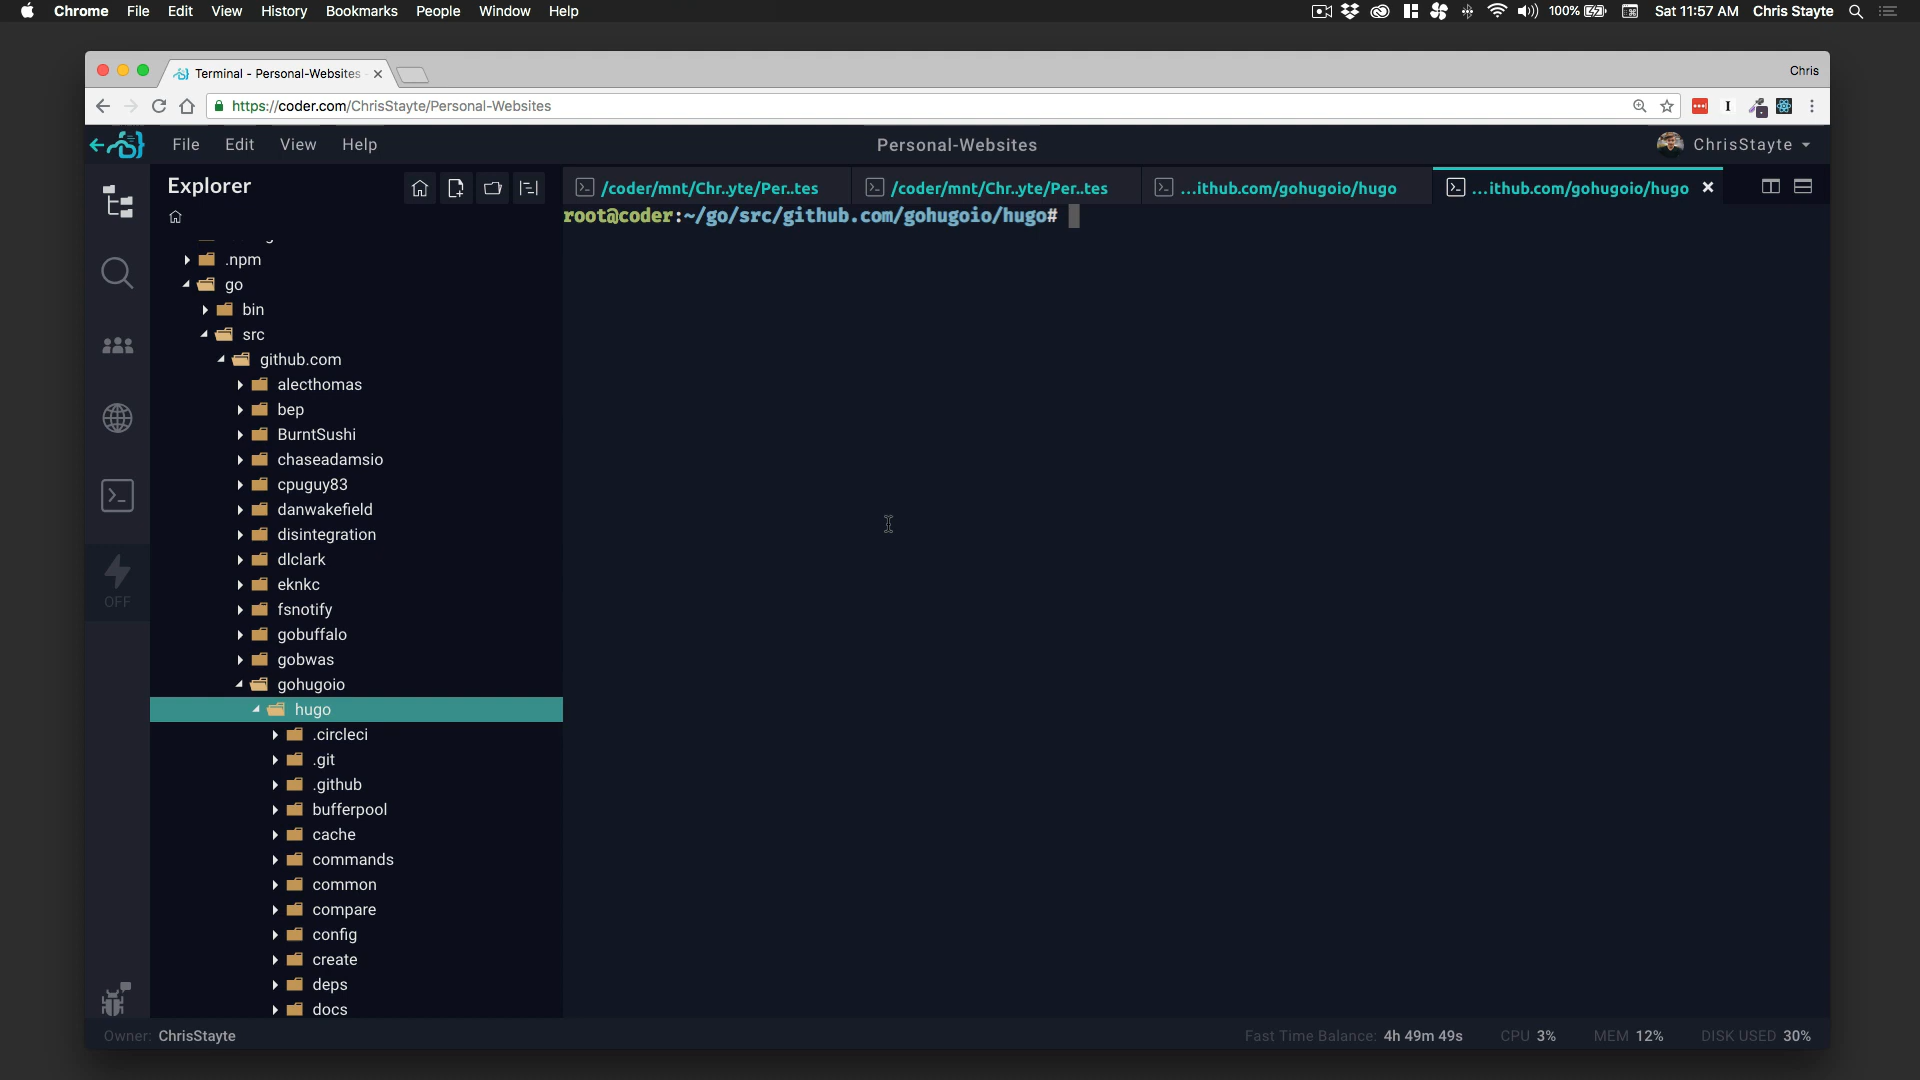 Chrome File Edit View History Bookmarks People Window Help 100% Sat 11:57 AM Chris Stayte
Terminal - Personal-Websites Chris
https://coder.com/ChrisStayte/Personal-Websites
File Edit View Help Personal-Websites ChrisStayte
Explorer
/coder/mnt/Chr..yte/Per..tes /coder/mnt/Chr..yte/Per..tes ...ithub.com/gohugoio/hugo ...ithub.com/gohugoio/hugo
root@coder:~/go/src/github.com/gohugoio/hugo#
.npm
go
bin
src
github.com
alecthomas
bep
BurntSushi
chaseadamsio
cpuguy83
danwakefield
disintegration
dlclark
eknkc
fsnotify
gobuffalo
gobwas
gohugoio
hugo
.circleci
.git
.github
bufferpool
cache
commands
common
compare
config
create
deps
docs
OFF
Owner: ChrisStayte Fast Time Balance: 4h 49m 49s CPU 3% MEM 12% DISK USED 30%